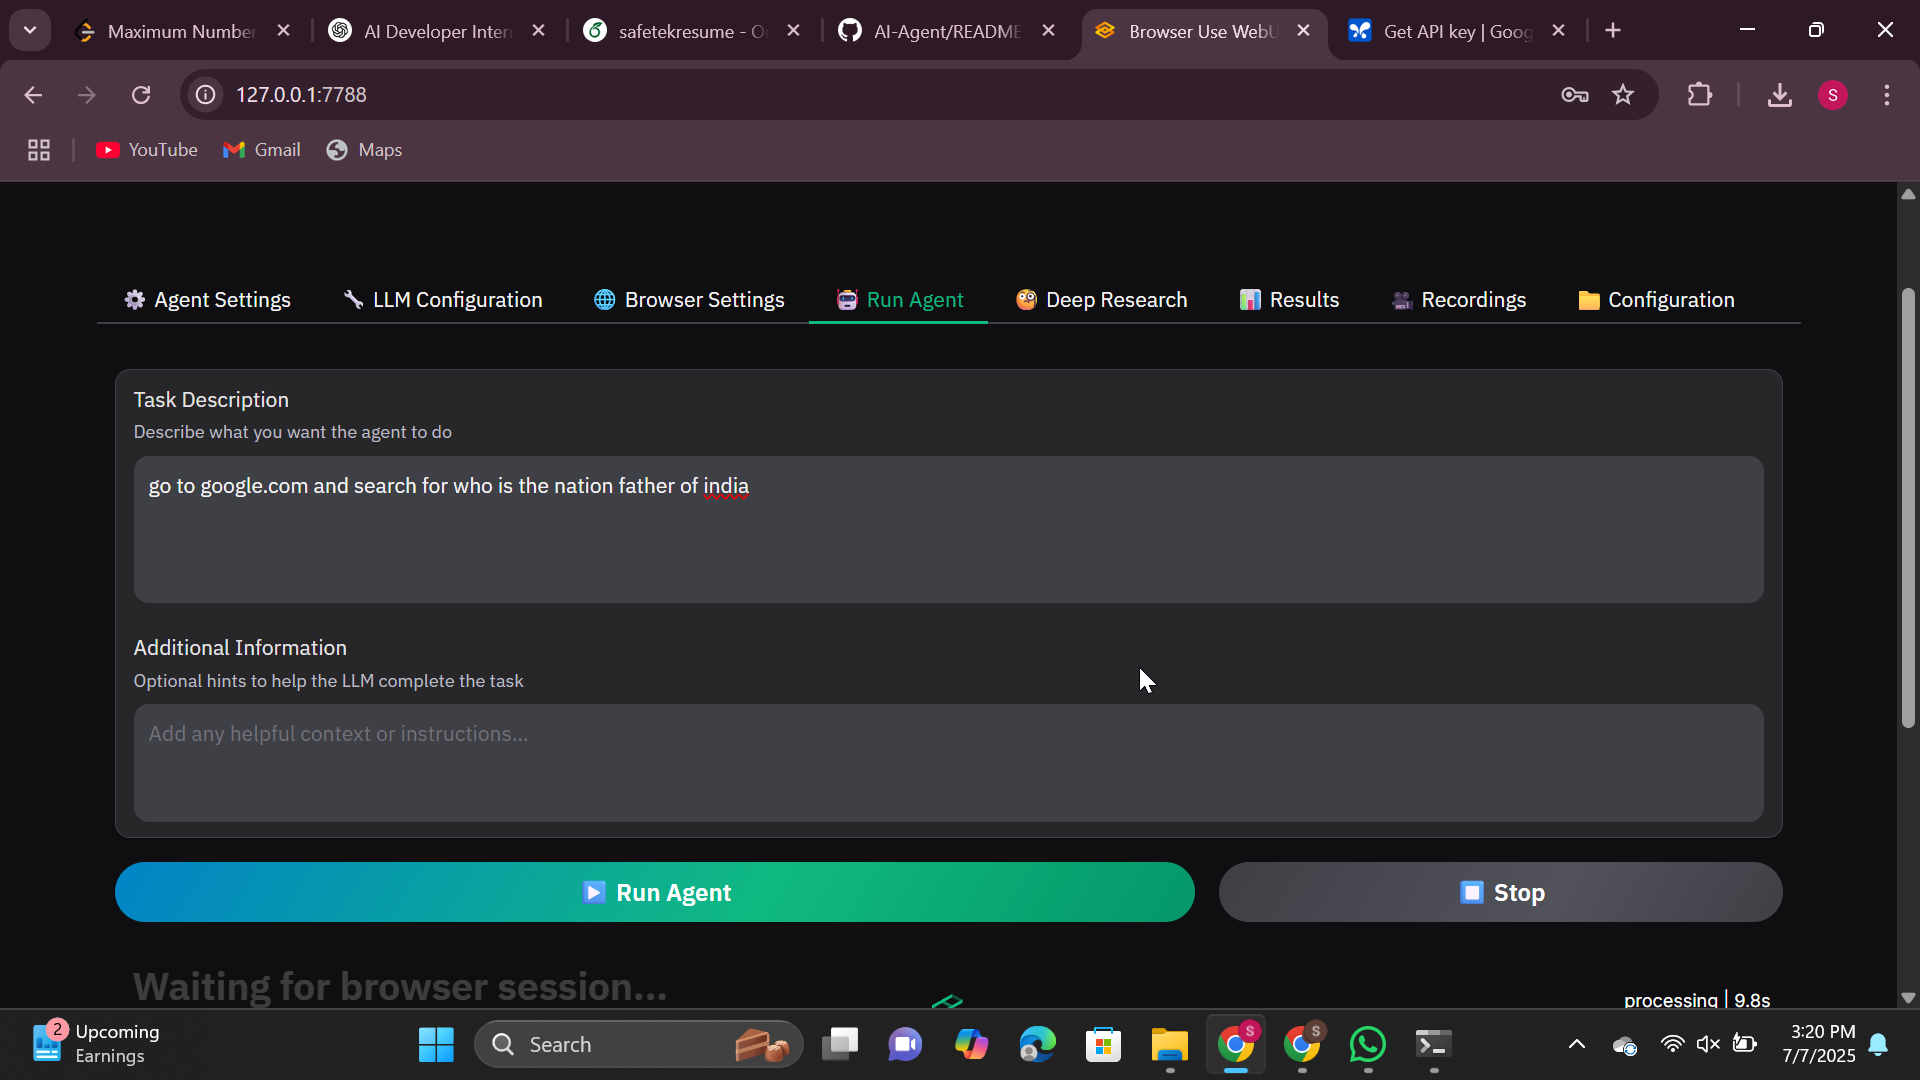 Maximum Number
AI Developer Inter
safetekresume - O
AI-Agent/README
Browser Use WebU
Get API key | Goog
127.0.0.1:7788
S
YouTube
Gmail
Maps
Agent Settings
LLM Configuration
Browser Settings
Run Agent
Deep Research
Results
Recordings
Configuration
Task Description
Describe what you want the agent to do
go to google.com and search for who is the nation father of india
Additional Information
Optional hints to help the LLM complete the task
Add any helpful context or instructions...
Run Agent
Stop
Waiting for browser session...
processing | 9.8s
2
Upcoming
Earnings
Search
S
S
3:20 PM
7/7/2025